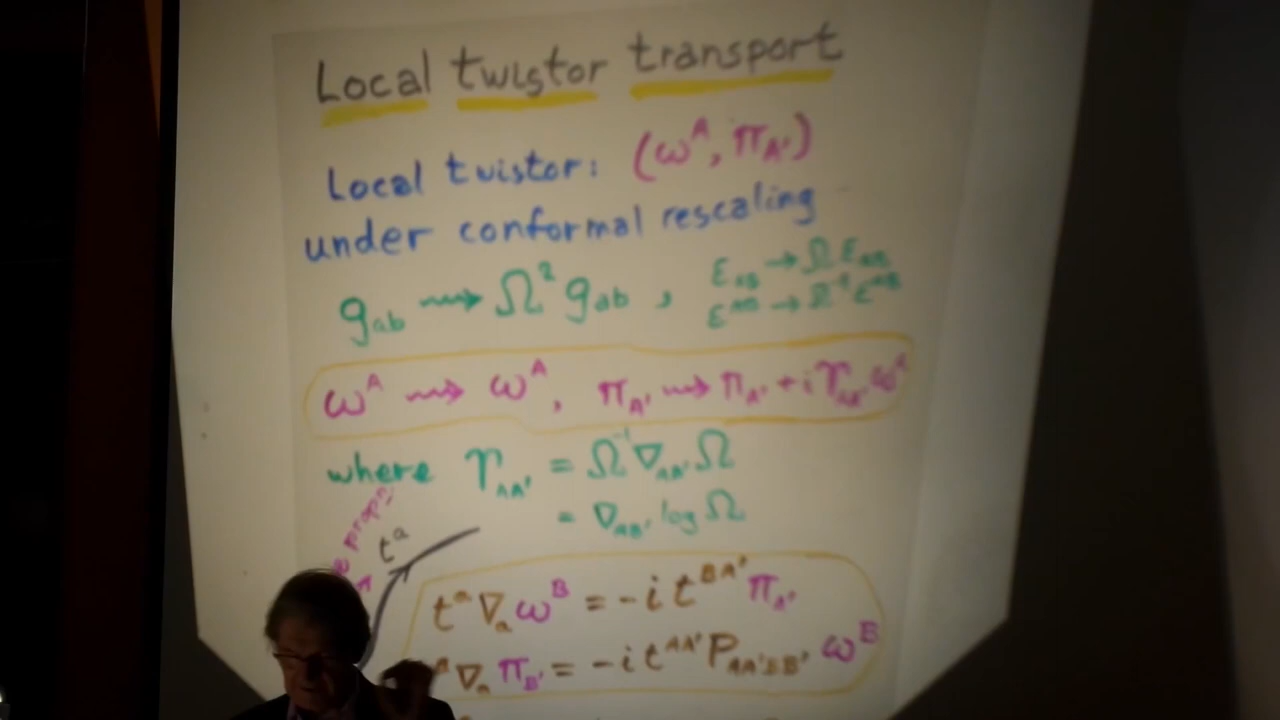 Local twistor transport
Local twistor: (ω^A, π_A')
under conformal rescaling
g_ab ⇝ Ω² g_ab , ε_AB → Ω ε_AB
ε^AB → Ω⁻¹ ε^AB
ω^A ⇝ ω^A, π_A' ⇝ π_A' + i ϒ_AA' ω^A
where ϒ_AA' = Ω⁻¹ ∇_AA' Ω
= ∇_AA' log Ω
t^a
t^a ∇_a ω^B = -i t^BA' π_A'
∇_a π_B' = -i t^AA' P_AA'BB' ω^B